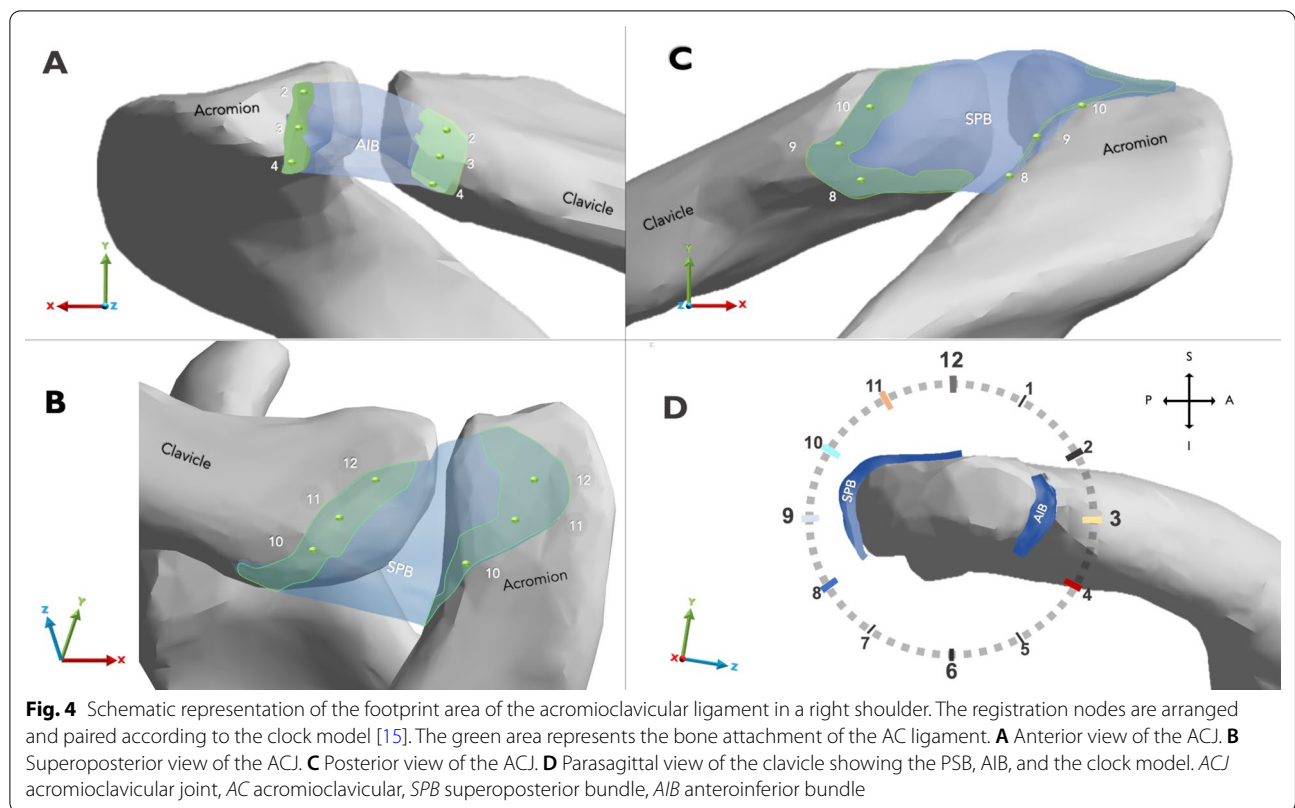 A
Acromion
2
3
4
AIB
2
3
4
Clavicle
Y
X
Z
C
10
9
8
SPB
10
9
8
Acromion
Clavicle
Y
Z
X
B
Clavicle
12
11
10
SPB
12
11
10
Acromion
Z
Y
X
D
12
1
2
3
4
5
6
7
8
9
10
11
SPB
AIB
S
P
A
I
Y
X
Z
Fig. 4 Schematic representation of the footprint area of the acromioclavicular ligament in a right shoulder. The registration nodes are arranged
and paired according to the clock model [15]. The green area represents the bone attachment of the AC ligament. A Anterior view of the ACJ. B
Superoposterior view of the ACJ. C Posterior view of the ACJ. D Parasagittal view of the clavicle showing the PSB, AIB, and the clock model. ACJ
acromioclavicular joint, AC acromioclavicular, SPB superoposterior bundle, AIB anteroinferior bundle